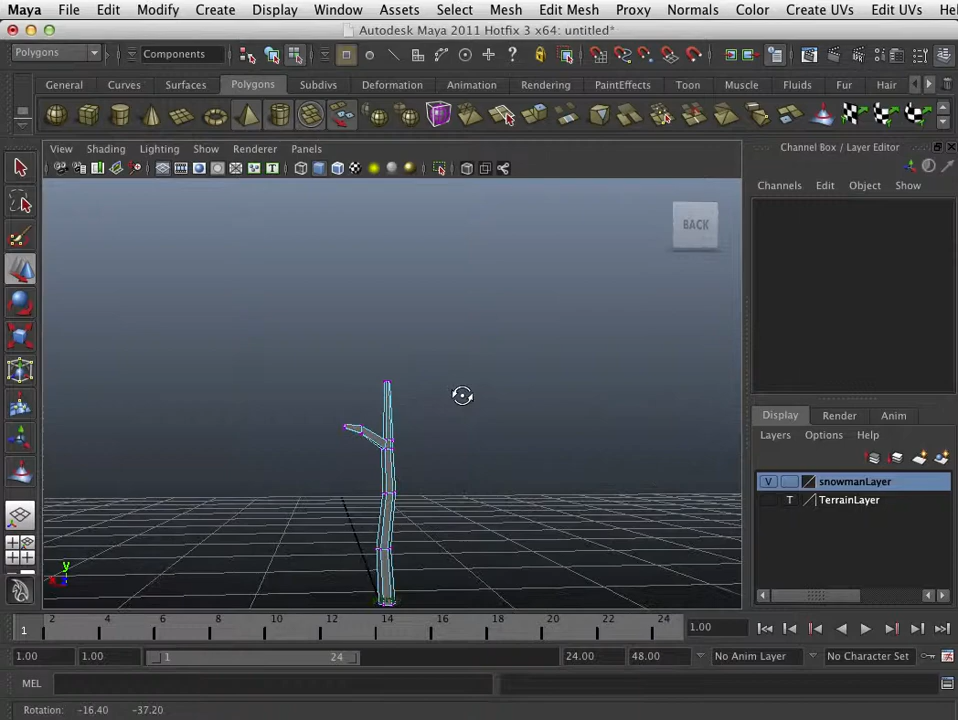 Maya File Edit Modify Create Display Window Assets Select Mesh Edit Mesh Proxy Normals Color Create UVs Edit UVs
Autodesk Maya 2011 Hotfix 3 x64: untitled*
Polygons Components
General Curves Surfaces Polygons Subdivs Deformation Animation Rendering PaintEffects Toon Muscle Fluids Fur Hair
View Shading Lighting Show Renderer Panels
Channel Box / Layer Editor
Channels Edit Object Show
BACK
Display Render Anim
Layers Options Help
V snowmanLayer
T TerrainLayer
y
x
z
2 4 6 8 10 12 14 16 18 20 22 24
1
1.00
1.00 1.00 1 24 24.00 48.00 No Anim Layer No Character Set
MEL
Rotation: -16.40 -37.20